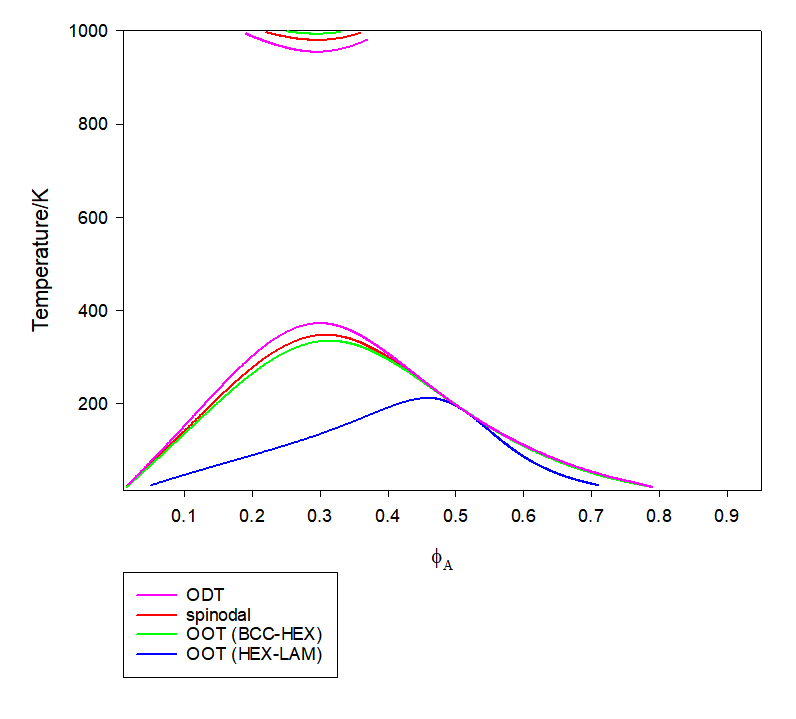 1000
800
600
400
200
Temperature/K
0.1 0.2 0.3 0.4 0.5 0.6 0.7 0.8 0.9
ϕA
ODT
spinodal
OOT (BCC-HEX)
OOT (HEX-LAM)